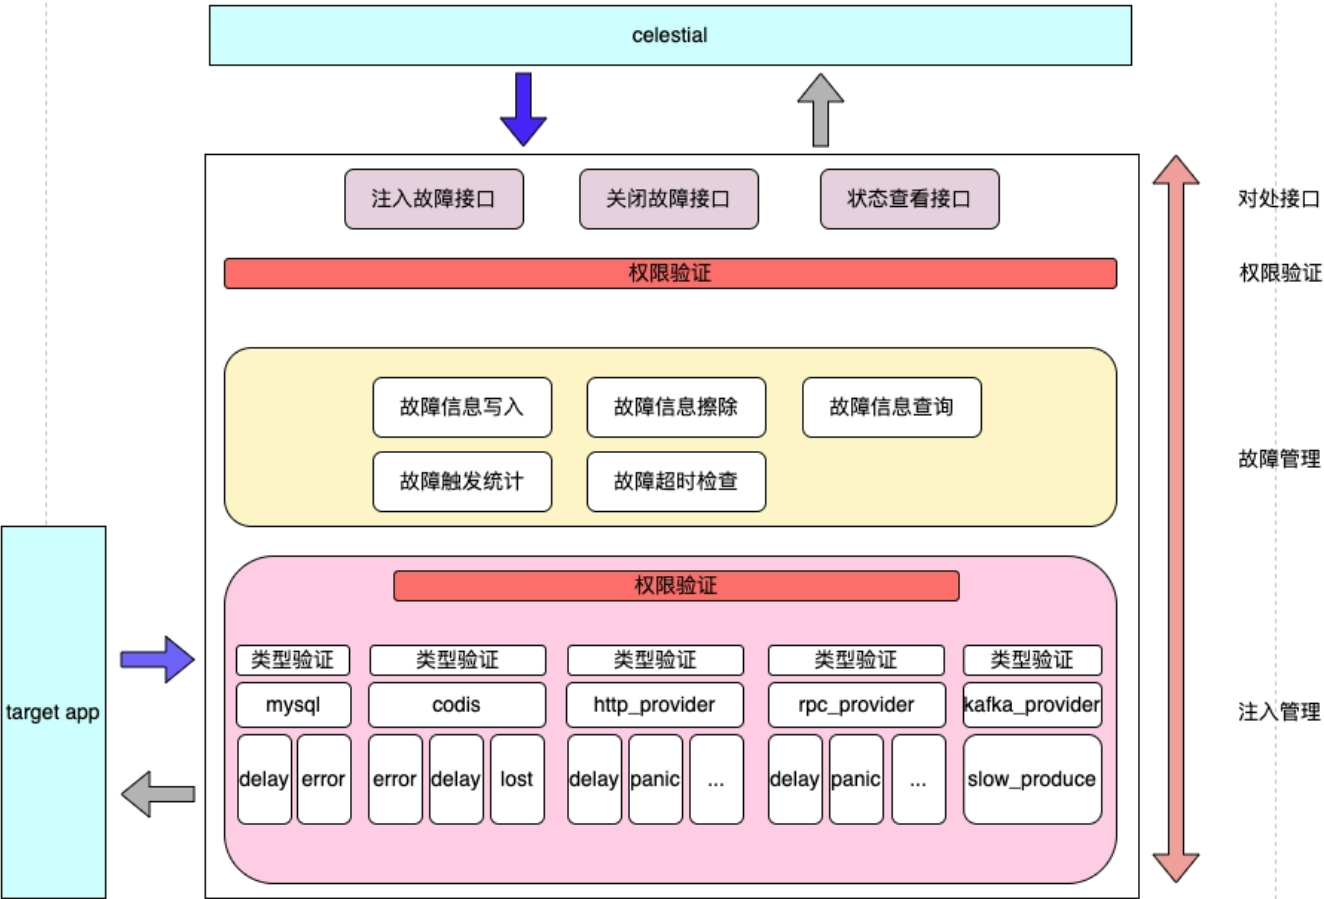 celestial
注入故障接口
关闭故障接口
状态查看接口
对处接口
权限验证
权限验证
故障信息写入
故障信息擦除
故障信息查询
故障触发统计
故障超时检查
故障管理
权限验证
类型验证
类型验证
类型验证
类型验证
类型验证
mysql
codis
http_provider
rpc_provider
kafka_provider
target app
注入管理
delay
error
error
delay
lost
delay
panic
...
delay
panic
...
slow_produce